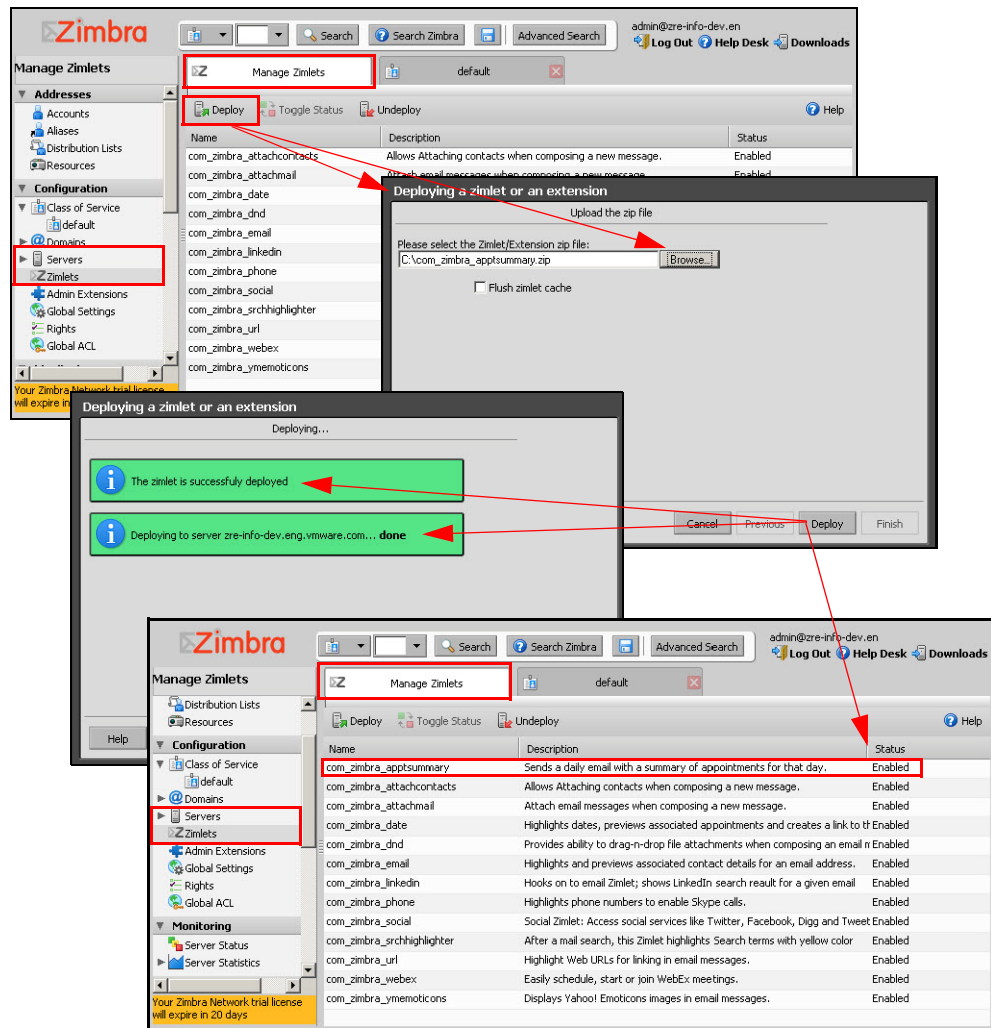 Zimbra
Search
Search Zimbra
Advanced Search
admin@zre-info-dev.en
Log Out Help Desk Downloads
Manage Zimlets
Addresses
Accounts
Aliases
Distribution Lists
Resources
Configuration
Class of Service
default
Domains
Servers
Zimlets
Admin Extensions
Global Settings
Rights
Global ACL
Your Zimbra Network trial license
will expire in
Manage Zimlets
default
Deploy Toggle Status Undeploy Help
Name Description Status
com_zimbra_attachcontacts Allows Attaching contacts when composing a new message. Enabled
com_zimbra_attachmail Attach email messages when composing a new message. Enabled
com_zimbra_date
com_zimbra_dnd
com_zimbra_email
com_zimbra_linkedin
com_zimbra_phone
com_zimbra_social
com_zimbra_srchhighlighter
com_zimbra_url
com_zimbra_webex
com_zimbra_ymemoticons
Deploying a zimlet or an extension
Upload the zip file
Please select the Zimlet/Extension zip file:
C:\com_zimbra_apptsummary.zip Browse...
Flush zimlet cache
Cancel Previous Deploy Finish
Deploying a zimlet or an extension
Deploying...
The zimlet is successfuly deployed
Deploying to server zre-info-dev.eng.vmware.com... done
Help
Zimbra
Search
Search Zimbra
Advanced Search
admin@zre-info-dev.en
Log Out Help Desk Downloads
Manage Zimlets
Distribution Lists
Resources
Configuration
Class of Service
default
Domains
Servers
Zimlets
Admin Extensions
Global Settings
Rights
Global ACL
Monitoring
Server Status
Server Statistics
Your Zimbra Network trial license
will expire in 20 days
Manage Zimlets
default
Deploy Toggle Status Undeploy Help
Name Description Status
com_zimbra_apptsummary Sends a daily email with a summary of appointments for that day. Enabled
com_zimbra_attachcontacts Allows Attaching contacts when composing a new message. Enabled
com_zimbra_attachmail Attach email messages when composing a new message. Enabled
com_zimbra_date Highlights dates, previews associated appointments and creates a link to th Enabled
com_zimbra_dnd Provides ability to drag-n-drop file attachments when composing an email m Enabled
com_zimbra_email Highlights and previews associated contact details for an email address. Enabled
com_zimbra_linkedin Hooks on to email Zimlet; shows LinkedIn search reault for a given email Enabled
com_zimbra_phone Highlights phone numbers to enable Skype calls. Enabled
com_zimbra_social Social Zimlet: Access social services like Twitter, Facebook, Digg and Tweet Enabled
com_zimbra_srchhighlighter After a mail search, this Zimlet highlights Search terms with yellow color Enabled
com_zimbra_url Highlight Web URLs for linking in email messages. Enabled
com_zimbra_webex Easily schedule, start or join WebEx meetings. Enabled
com_zimbra_ymemoticons Displays Yahoo! Emoticons images in email messages. Enabled